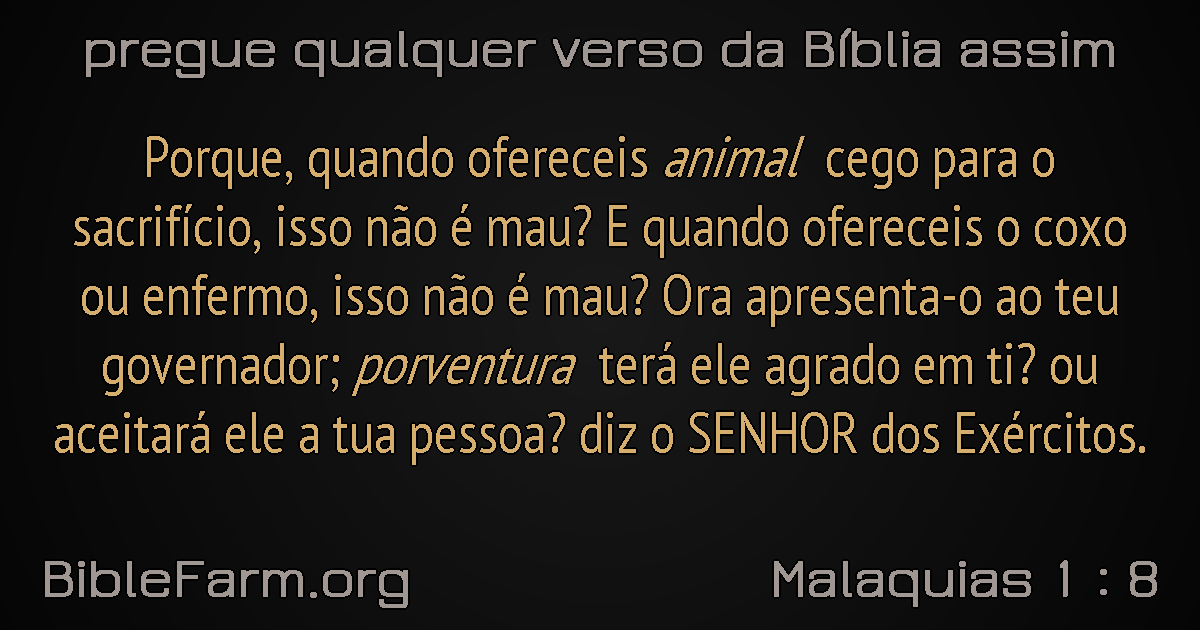 pregue qualquer verso da Bíblia assim
Porque, quando ofereceis animal cego para o
sacrifício, isso não é mau? E quando ofereceis o coxo
ou enfermo, isso não é mau? Ora apresenta-o ao teu
governador; porventura terá ele agrado em ti? ou
aceitará ele a tua pessoa? diz o SENHOR dos Exércitos.
BibleFarm.org
Malaquias 1 : 8